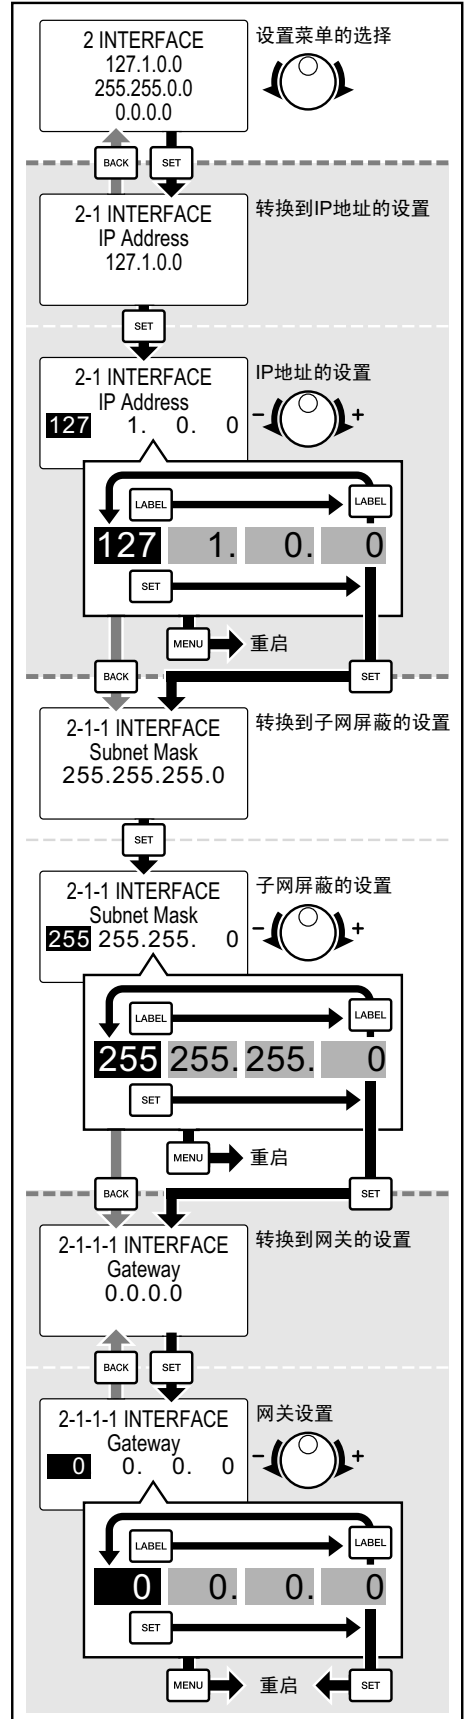 2 INTERFACE
127.1.0.0
255.255.0.0
0.0.0.0
设置菜单的选择
BACK SET
2-1 INTERFACE
IP Address
127.1.0.0
转换到IP地址的设置
SET
2-1 INTERFACE
IP Address
127 1. 0. 0
IP地址的设置
- +
LABEL LABEL
127 1. 0. 0
SET
MENU 重启
BACK SET
2-1-1 INTERFACE
Subnet Mask
255.255.255.0
转换到子网屏蔽的设置
SET
2-1-1 INTERFACE
Subnet Mask
255 255.255. 0
子网屏蔽的设置
- +
LABEL LABEL
255 255. 255. 0
SET
MENU 重启
BACK SET
2-1-1-1 INTERFACE
Gateway
0.0.0.0
转换到网关的设置
BACK SET
2-1-1-1 INTERFACE
Gateway
0 0. 0. 0
网关设置
- +
LABEL LABEL
0 0. 0. 0
SET
MENU 重启 SET